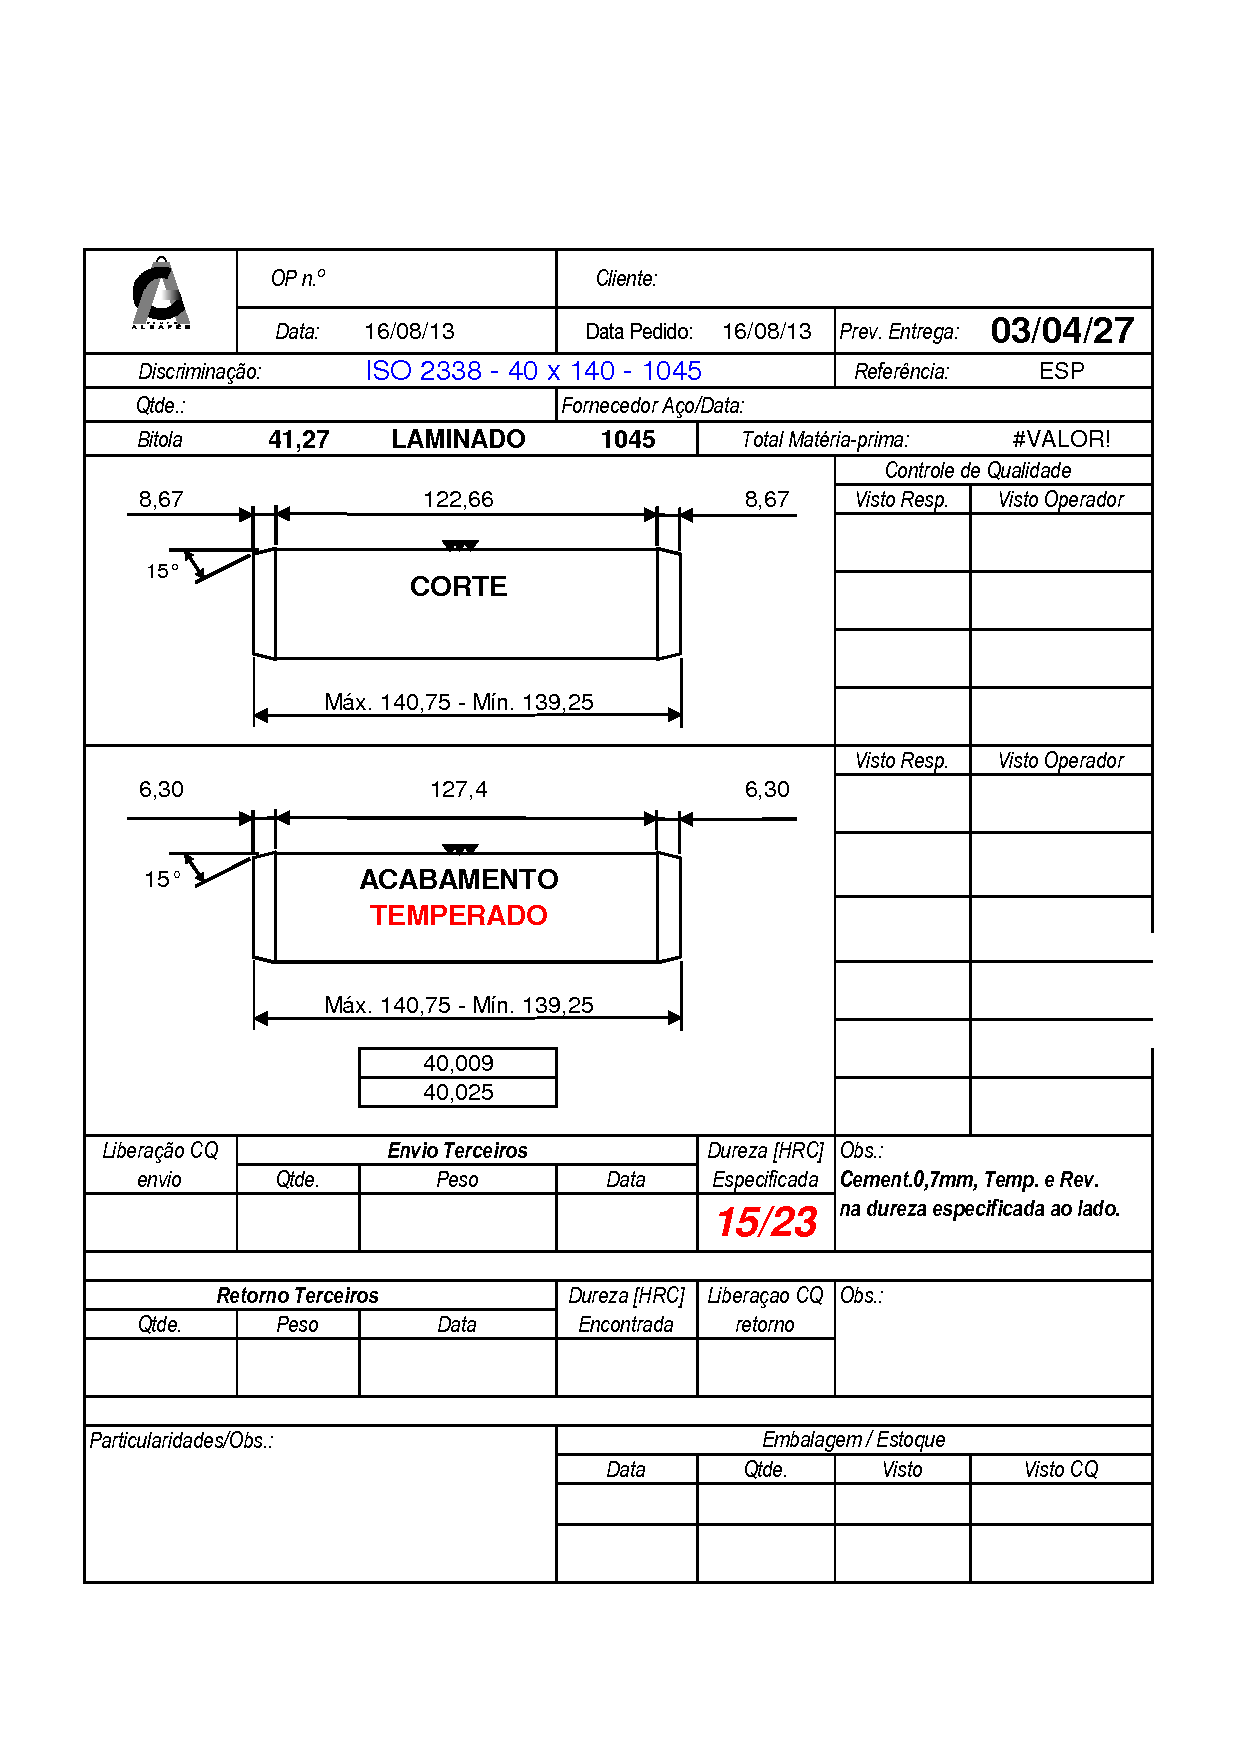 ALBAPES
OP n.º Cliente:
Data: 16/08/13 Data Pedido: 16/08/13 Prev. Entrega: 03/04/27
Discriminação: ISO 2338 - 40 x 140 - 1045 Referência: ESP
Qtde.: Fornecedor Aço/Data:
Bitola 41,27 LAMINADO 1045 Total Matéria-prima: #VALOR!
Controle de Qualidade
8,67 122,66 8,67 Visto Resp. Visto Operador
15°
CORTE
Máx. 140,75 - Mín. 139,25
Visto Resp. Visto Operador
6,30 127,4 6,30
15° ACABAMENTO
TEMPERADO
Máx. 140,75 - Mín. 139,25
40,009
40,025
Liberação CQ Envio Terceiros Dureza [HRC] Obs.:
envio Qtde. Peso Data Especificada Cement.0,7mm, Temp. e Rev.
15/23 na dureza especificada ao lado.
Retorno Terceiros Dureza [HRC] Liberaçao CQ Obs.:
Qtde. Peso Data Encontrada retorno
Particularidades/Obs.: Embalagem / Estoque
Data Qtde. Visto Visto CQ